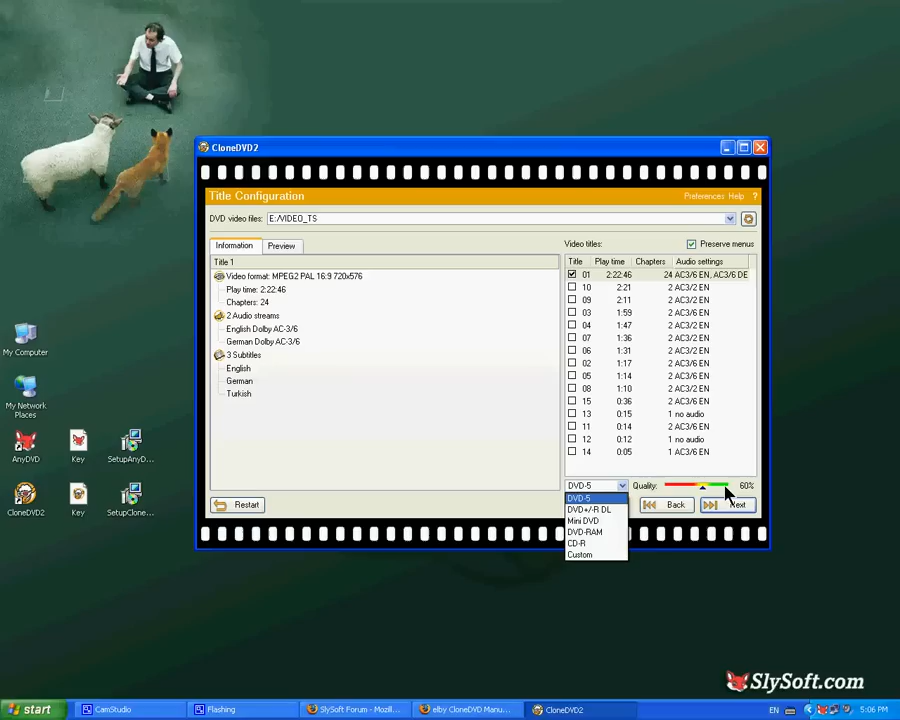 CloneDVD2
Title Configuration
Preferences Help ?
DVD video files: E:/VIDEO_TS
Information Preview
Video titles: Preserve menus
Title 1
Title Play time Chapters Audio settings
Video format: MPEG2 PAL 16:9 720x576
Play time: 2:22:46
Chapters: 24
2 Audio streams
English Dolby AC-3/6
German Dolby AC-3/6
3 Subtitles
English
German
Turkish
01 2:22:46 24 AC3/6 EN, AC3/6 DE
10 2:21 2 AC3/2 EN
09 2:11 2 AC3/2 EN
03 1:59 2 AC3/6 EN
04 1:47 2 AC3/2 EN
07 1:36 2 AC3/2 EN
06 1:31 2 AC3/2 EN
02 1:17 2 AC3/6 EN
05 1:14 2 AC3/6 EN
08 1:10 2 AC3/2 EN
15 0:36 2 AC3/2 EN
13 0:15 1 no audio
11 0:14 2 AC3/6 EN
12 0:12 1 no audio
14 0:05 1 AC3/6 EN
DVD-5 Quality: 60%
DVD-5
DVD+/-R DL
Mini DVD
DVD-RAM
CD-R
Custom
Restart
Back
Next
My Computer
My Network
Places
AnyDVD
Key
SetupAnyD...
CloneDVD2
Key
SetupClone...
SlySoft.com
start CamStudio Flashing SlySoft Forum - Mozil... elby CloneDVD Manu... CloneDVD2 EN 5:06 PM